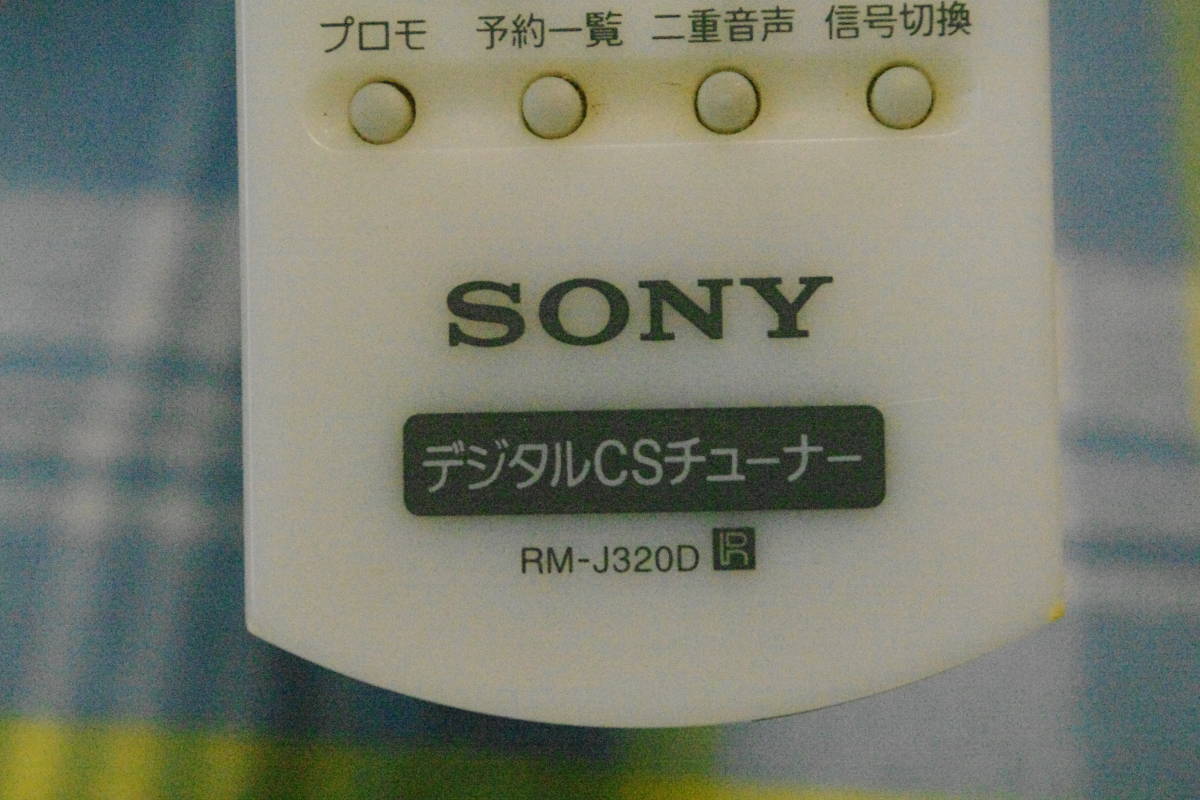 プロモ 予約一覧 二重音声 信号切換
SONY
デジタルCSチューナー
RM-J320D R